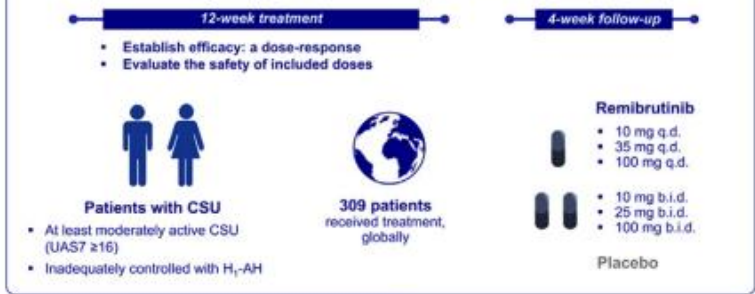 12-week treatment
4-week follow-up
▪ Establish efficacy: a dose-response
▪ Evaluate the safety of included doses
Patients with CSU
▪ At least moderately active CSU
(UAS7 ≥16)
▪ Inadequately controlled with H₁-AH
309 patients
received treatment,
globally
Remibrutinib
▪ 10 mg q.d.
▪ 35 mg q.d.
▪ 100 mg q.d.
▪ 10 mg b.i.d.
▪ 25 mg b.i.d.
▪ 100 mg b.i.d.
Placebo